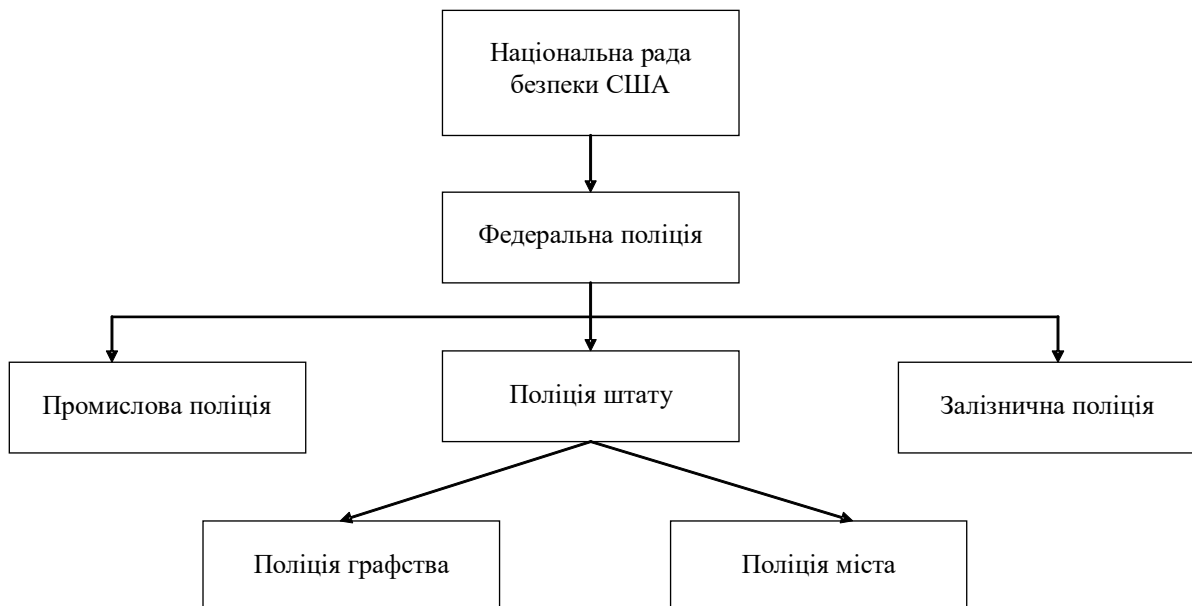 Національна рада
безпеки США
Федеральна поліція
Промислова поліція
Поліція штату
Залізнична поліція
Поліція графства
Поліція міста